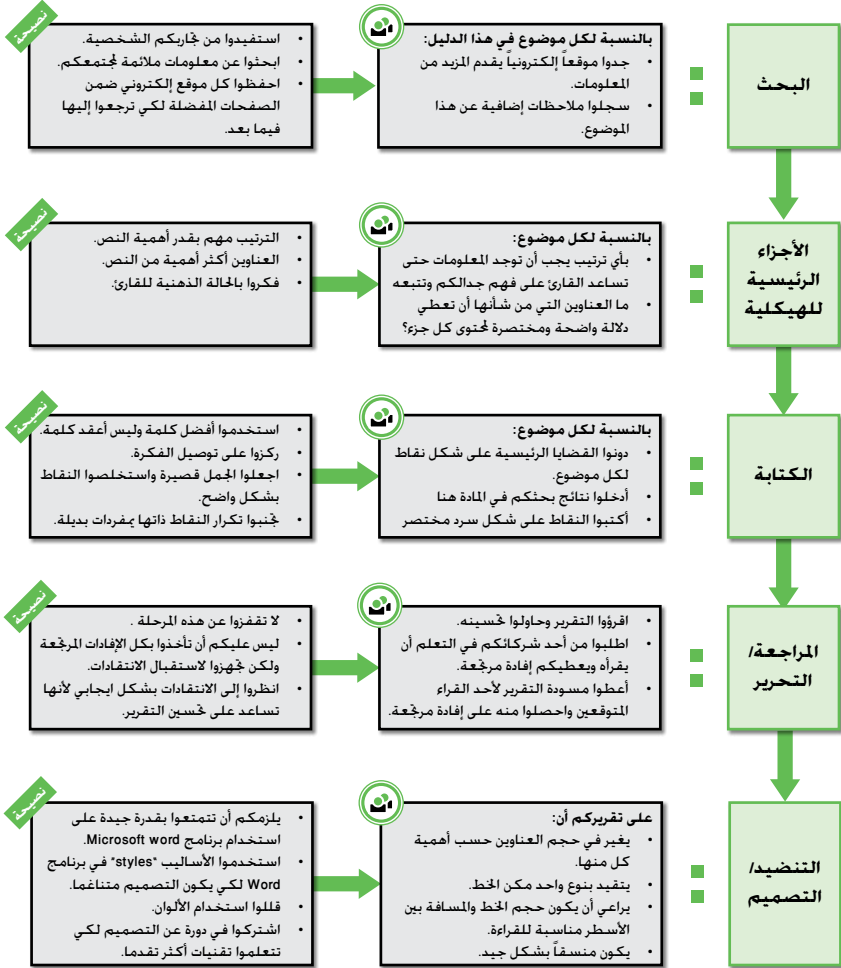 البحث
بالنسبة لكل موضوع في هذا الدليل:
• جدوا موقعاً إلكترونياً يقدم المزيد من
المعلومات.
• سجلوا ملاحظات إضافية عن هذا
الموضوع.
نصيحة
• استفيدوا من تجاربكم الشخصية.
• ابحثوا عن معلومات ملائمة لمجتمعكم.
• احفظوا كل موقع إلكتروني ضمن
الصفحات المفضلة لكي ترجعوا إليها
فيما بعد.
الأجزاء
الرئيسية
للهيكلية
بالنسبة لكل موضوع:
• بأي ترتيب يجب أن توجد المعلومات حتى
تساعد القارئ على فهم جدالكم وتتبعه
• ما العناوين التي من شأنها أن تعطي
دلالة واضحة ومختصرة لمحتوى كل جزء؟
نصيحة
• الترتيب مهم بقدر أهمية النص.
• العناوين أكثر أهمية من النص.
• فكروا بالحالة الذهنية للقارئ.
الكتابة
بالنسبة لكل موضوع:
• دونوا القضايا الرئيسية على شكل نقاط
لكل موضوع.
• أدخلوا نتائج بحثكم في المادة هنا
• أكتبوا النقاط على شكل سرد مختصر
نصيحة
• استخدموا أفضل كلمة وليس أعقد كلمة.
• ركزوا على توصيل الفكرة.
• اجعلوا الجمل قصيرة واستخلصوا النقاط
بشكل واضح.
• تجنبوا تكرار النقاط ذاتها بمفردات بديلة.
المراجعة/
التحرير
• اقرؤوا التقرير وحاولوا تحسينه.
• اطلبوا من أحد شركائكم في التعلم أن
يقرأه ويعطيكم إفادة مرتجعة.
• أعطوا مسودة التقرير لأحد القراء
المتوقعين واحصلوا منه على إفادة مرتجعة.
نصيحة
• لا تقفزوا عن هذه المرحلة .
• ليس عليكم أن تأخذوا بكل الإفادات المرتجعة
ولكن تجهزوا لاستقبال الانتقادات.
• انظروا إلى الانتقادات بشكل ايجابي لأنها
تساعد على تحسين التقرير.
التنضيد/
التصميم
على تقريركم أن:
• يغير في حجم العناوين حسب أهمية
كل منها.
• يتقيد بنوع واحد مكن الخط.
• يراعي أن يكون حجم الخط والمسافة بين
الأسطر مناسبة للقراءة.
• يكون منسقاً بشكل جيد.
نصيحة
• يلزمكم أن تتمتعوا بقدرة جيدة على
استخدام برنامج Microsoft word.
• استخدموا الأساليب "styles" في برنامج
Word لكي يكون التصميم متناغما.
• قللوا استخدام الألوان.
• اشتركوا في دورة عن التصميم لكي
تتعلموا تقنيات أكثر تقدما.